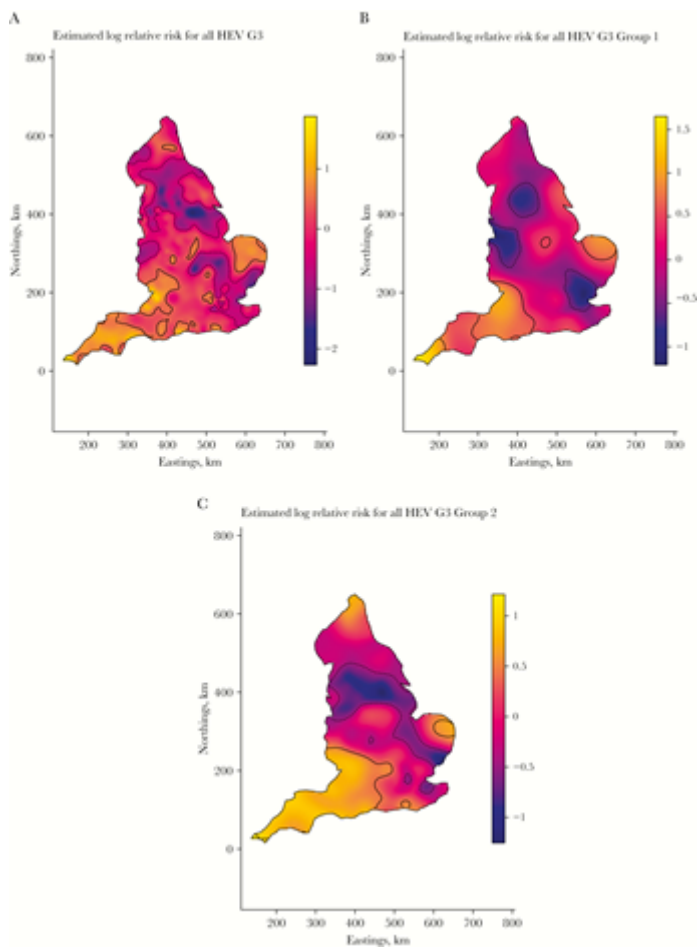 A
Estimated log relative risk for all HEV G3
800
600
400
200
0
Northings, km
200 300 400 500 600 700 800
Eastings, km
1
0
−1
−2
B
Estimated log relative risk for all HEV G3 Group 1
800
600
400
200
0
Northings, km
200 300 400 500 600 700 800
Eastings, km
1.5
1
0.5
0
−0.5
−1
C
Estimated log relative risk for all HEV G3 Group 2
800
600
400
200
0
Northings, km
200 300 400 500 600 700 800
Eastings, km
1
0.5
0
−0.5
−1